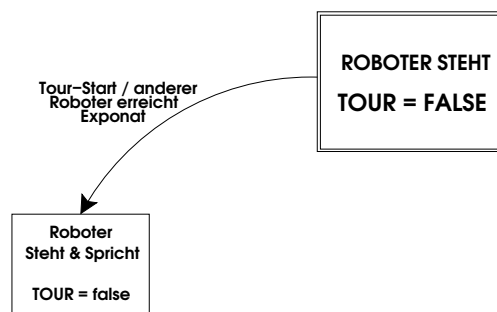 ROBOTER STEHT
TOUR = FALSE
Tour–Start / anderer
Roboter erreicht
Exponat
Roboter
Steht & Spricht
TOUR = false